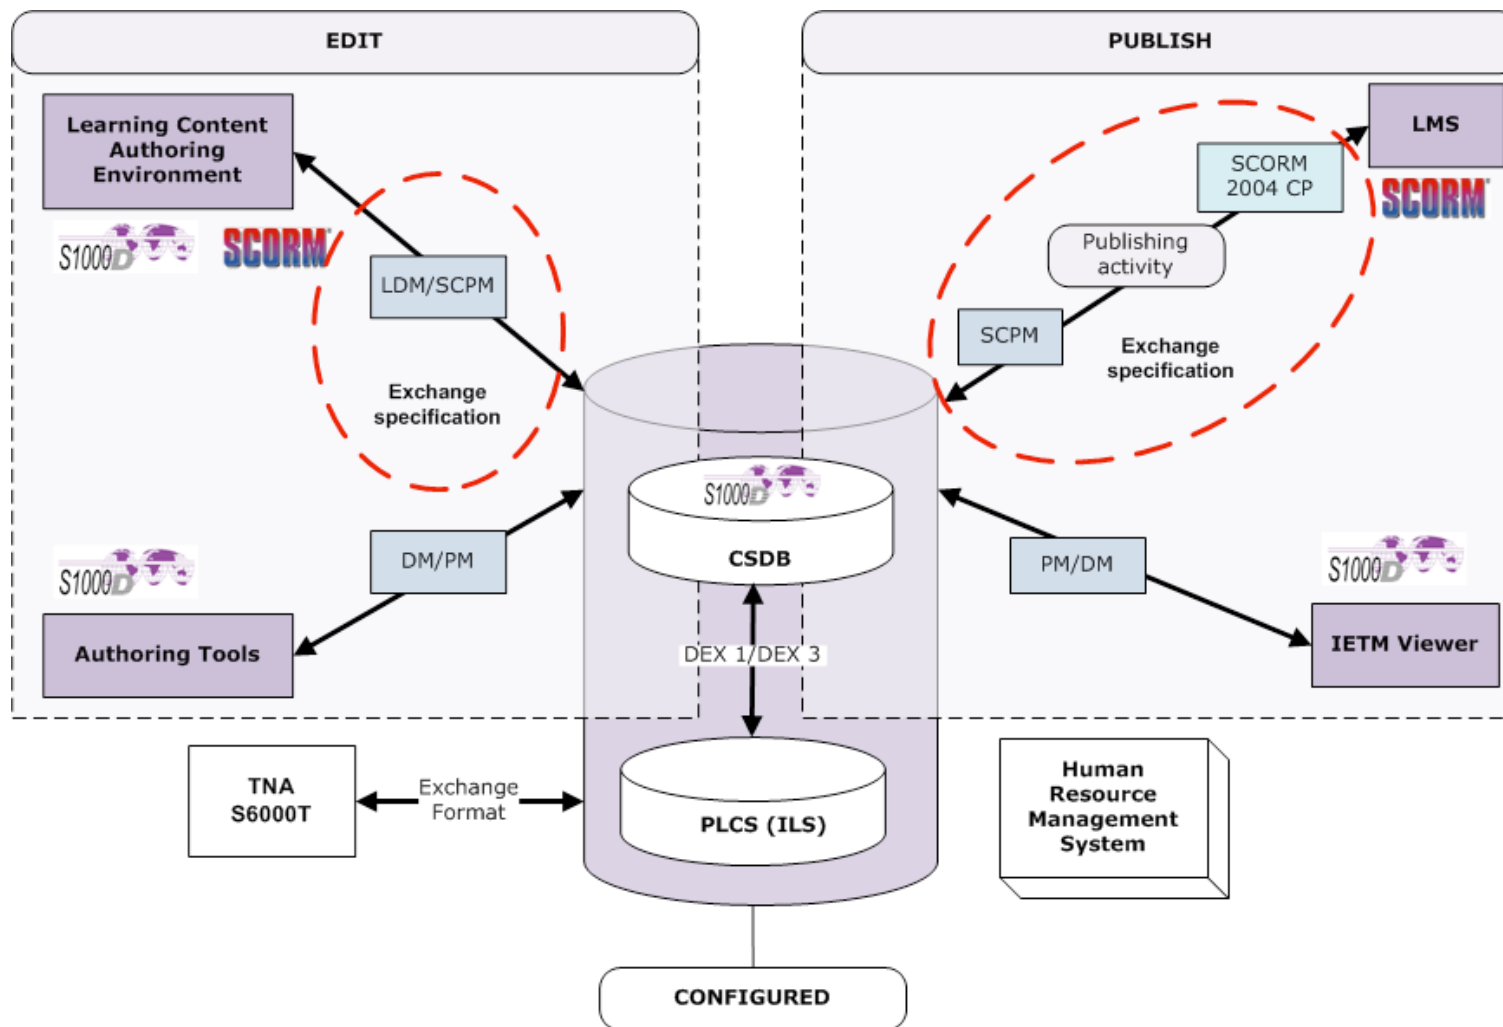 EDIT
PUBLISH
Learning Content
Authoring
Environment
S1000D
SCORM®
LDM/SCPM
Exchange
specification
LMS
SCORM®
SCORM
2004 CP
Publishing
activity
SCPM
Exchange
specification
S1000D
CSDB
S1000D
DM/PM
Authoring Tools
PM/DM
S1000D
IETM Viewer
DEX 1/DEX 3
TNA
S6000T
Exchange
Format
PLCS (ILS)
Human
Resource
Management
System
CONFIGURED